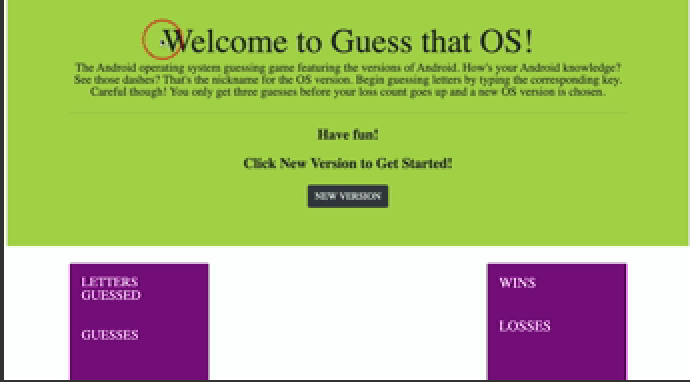 Welcome to Guess that OS!
The Android operating system guessing game featuring the versions of Android. How's your Android knowledge?
See those dashes? That's the nickname for the OS version. Begin guessing letters by typing the corresponding key.
Careful though! You only get three guesses before your loss count goes up and a new OS version is chosen.
Have fun!
Click New Version to Get Started!
NEW VERSION
LETTERS
GUESSED
GUESSES
WINS
LOSSES